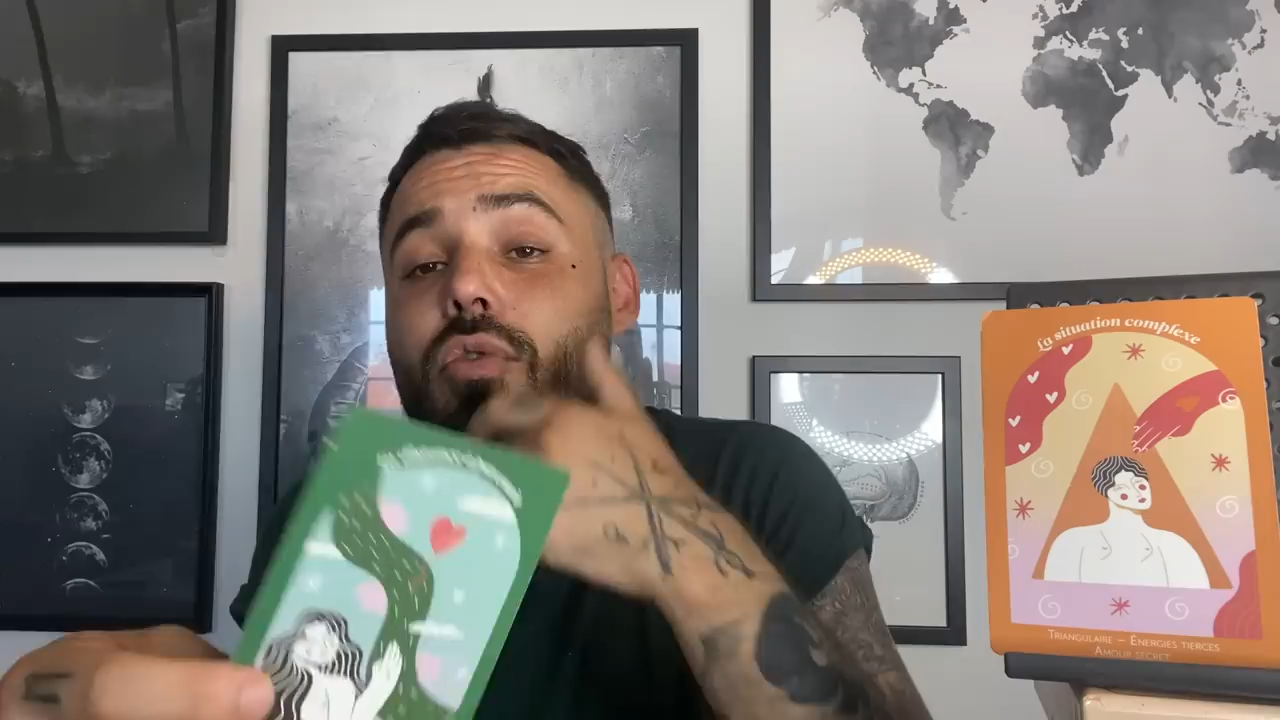 La situation complexe
TRIANGULAIRE – ÉNERGIES TIERCES
AMOUR SECRET